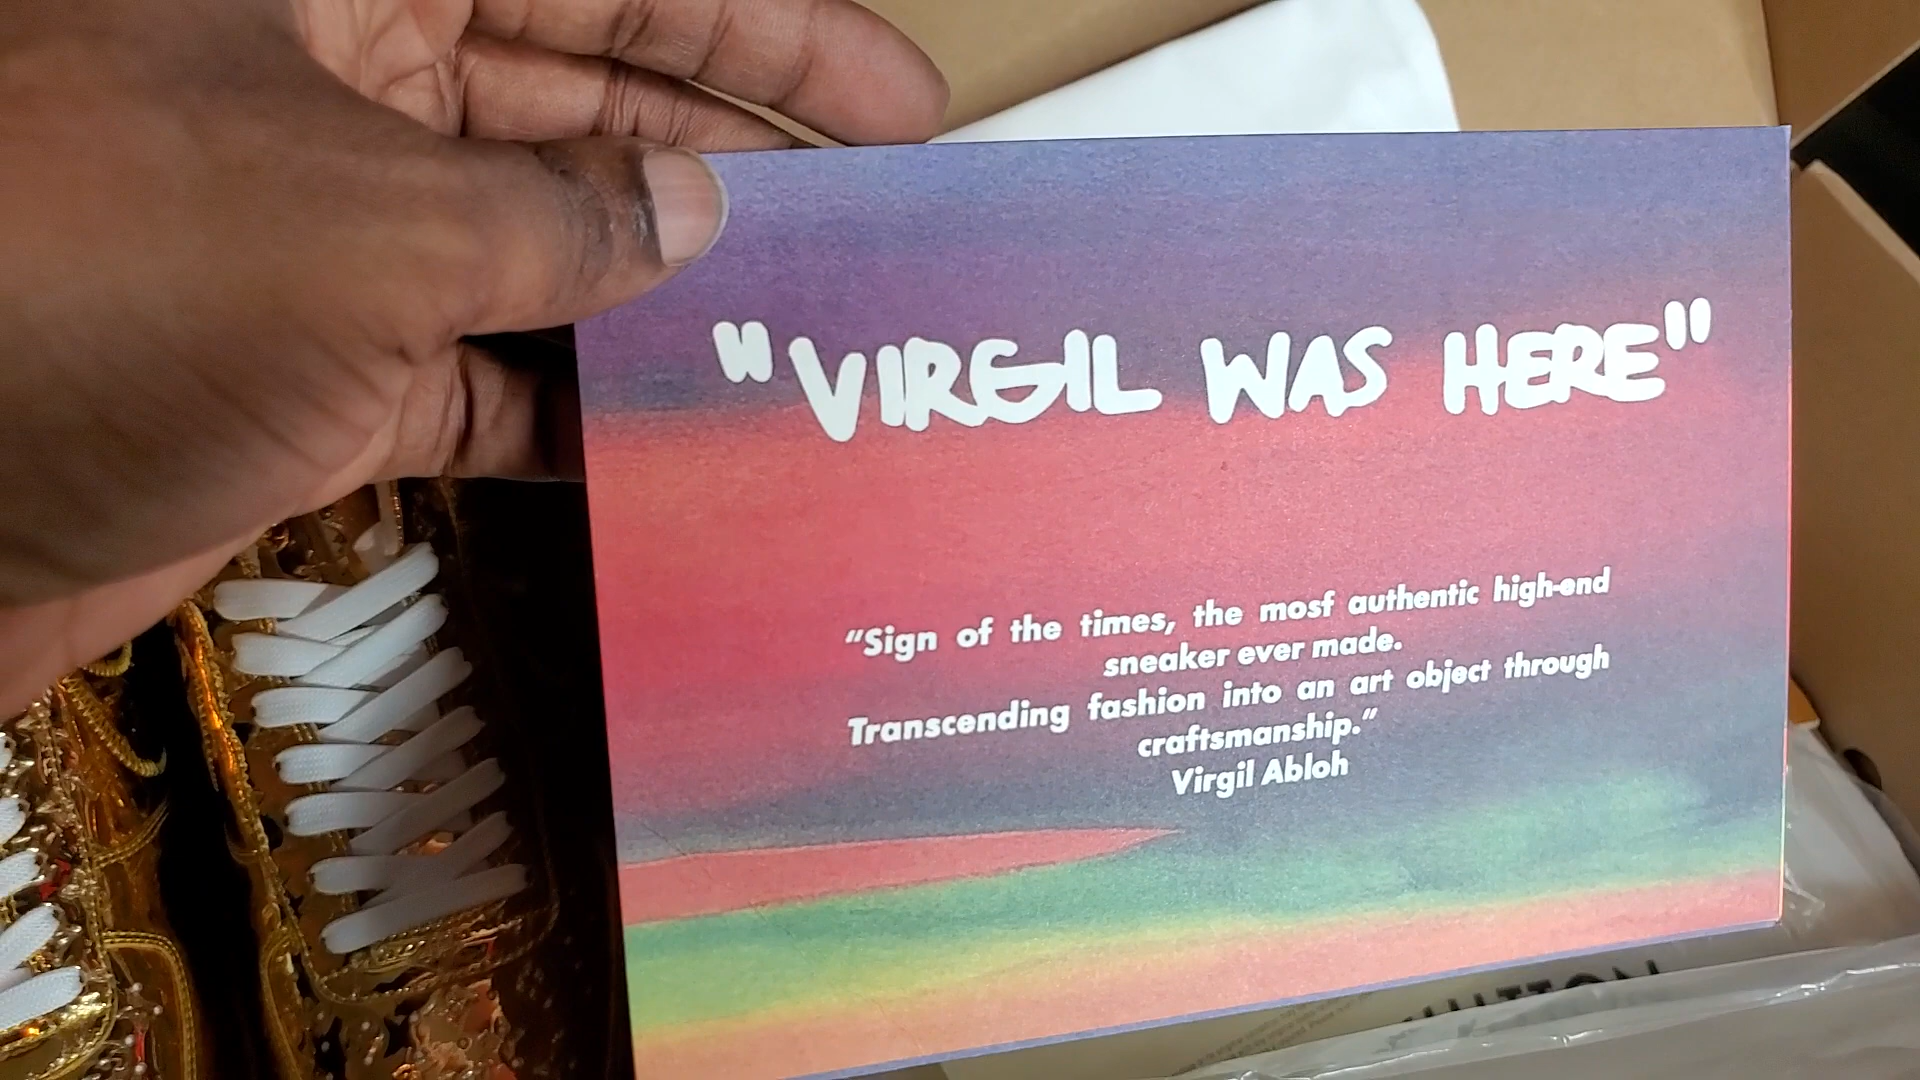 "VIRGIL WAS HERE"
"Sign of the times, the mosf authentic high-end
sneaker ever made.
Transcending fashion into an art object through
craftsmanship."
Virgil Abloh